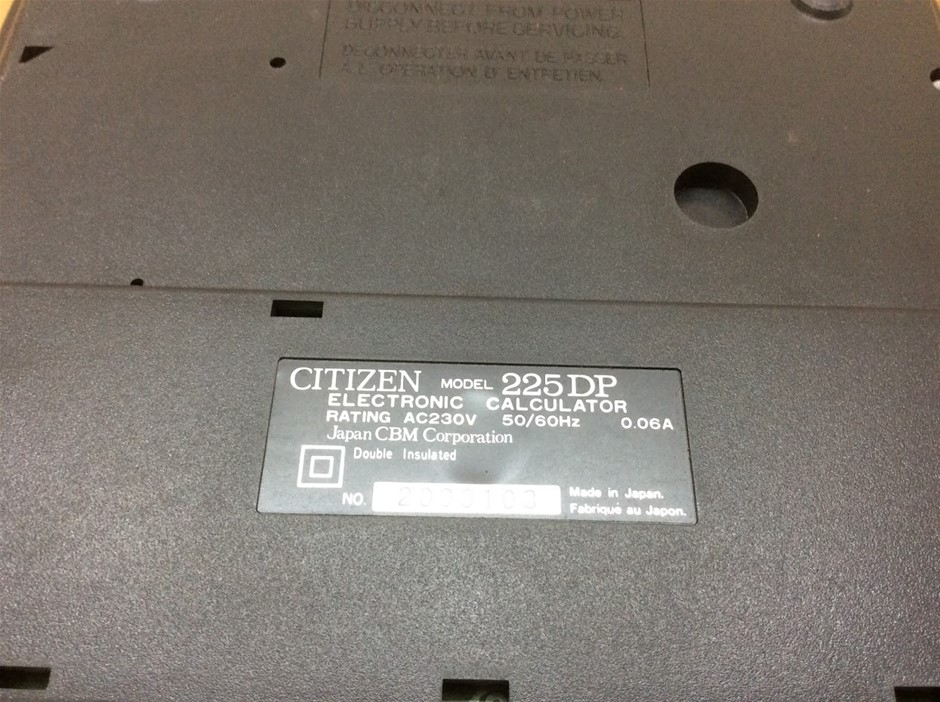 DISCONNECT FROM POWER
SUPPLY BEFORE SERVICING.
DECONNECTER AVANT DE PASSER
A L' OPERATION D' ENTRETIEN.
CITIZEN MODEL 225DP
ELECTRONIC CALCULATOR
RATING AC230V 50/60Hz 0.06A
Japan CBM Corporation
Double Insulated
NO. 2000103 Made in Japan.
Fabriqué au Japon.